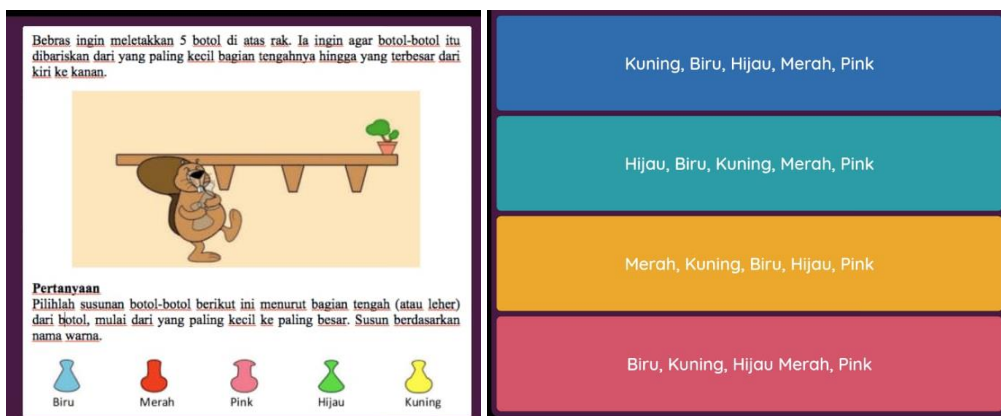 Bebras ingin meletakkan 5 botol di atas rak. Ia ingin agar botol-botol itu
dibariskan dari yang paling kecil bagian tengahnya hingga yang terbesar dari
kiri ke kanan.
Pertanyaan
Pilihlah susunan botol-botol berikut ini menurut bagian tengah (atau leher)
dari botol, mulai dari yang paling kecil ke paling besar. Susun berdasarkan
nama warna.
Biru Merah Pink Hijau Kuning
Kuning, Biru, Hijau, Merah, Pink
Hijau, Biru, Kuning, Merah, Pink
Merah, Kuning, Biru, Hijau, Pink
Biru, Kuning, Hijau Merah, Pink